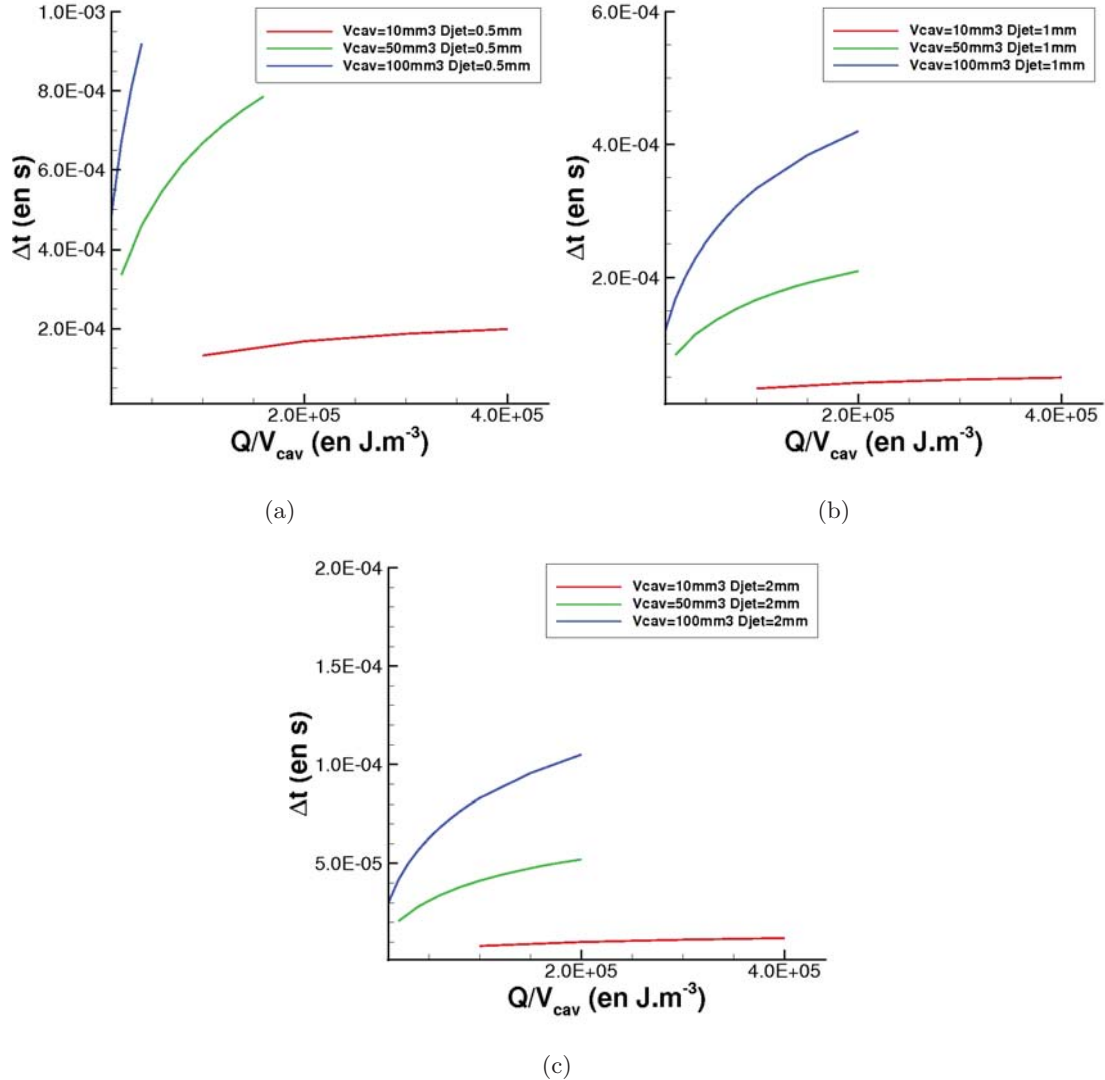 1.0E-03
8.0E-04
6.0E-04
4.0E-04
2.0E-04
Δt (en s)
Vcav=10mm3 Djet=0.5mm
Vcav=50mm3 Djet=0.5mm
Vcav=100mm3 Djet=0.5mm
2.0E+05 4.0E+05
Q/Vcav (en J.m-3)
(a)
6.0E-04
4.0E-04
2.0E-04
Δt (en s)
Vcav=10mm3 Djet=1mm
Vcav=50mm3 Djet=1mm
Vcav=100mm3 Djet=1mm
2.0E+05 4.0E+05
Q/Vcav (en J.m-3)
(b)
2.0E-04
1.5E-04
1.0E-04
5.0E-05
Δt (en s)
Vcav=10mm3 Djet=2mm
Vcav=50mm3 Djet=2mm
Vcav=100mm3 Djet=2mm
2.0E+05 4.0E+05
Q/Vcav (en J.m-3)
(c)